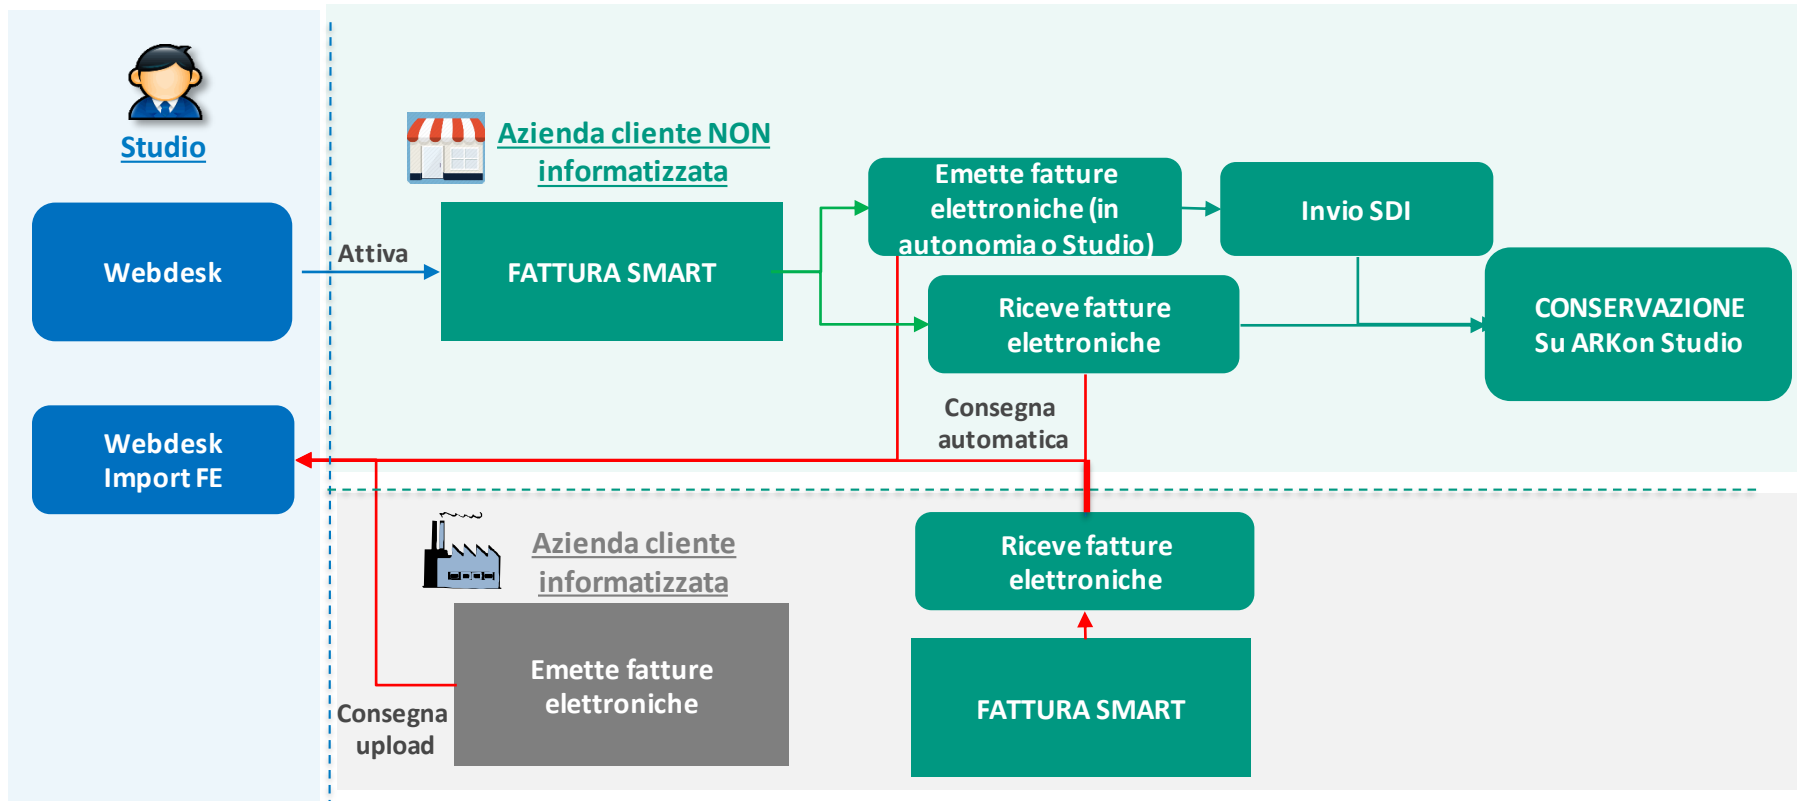 Studio
Webdesk
Webdesk
Import FE
Azienda cliente NON
informatizzata
Attiva
FATTURA SMART
Emette fatture
elettroniche (in
autonomia o Studio)
Invio SDI
Riceve fatture
elettroniche
CONSERVAZIONE
Su ARKon Studio
Consegna
automatica
Azienda cliente
informatizzata
Emette fatture
elettroniche
Consegna
upload
Riceve fatture
elettroniche
FATTURA SMART